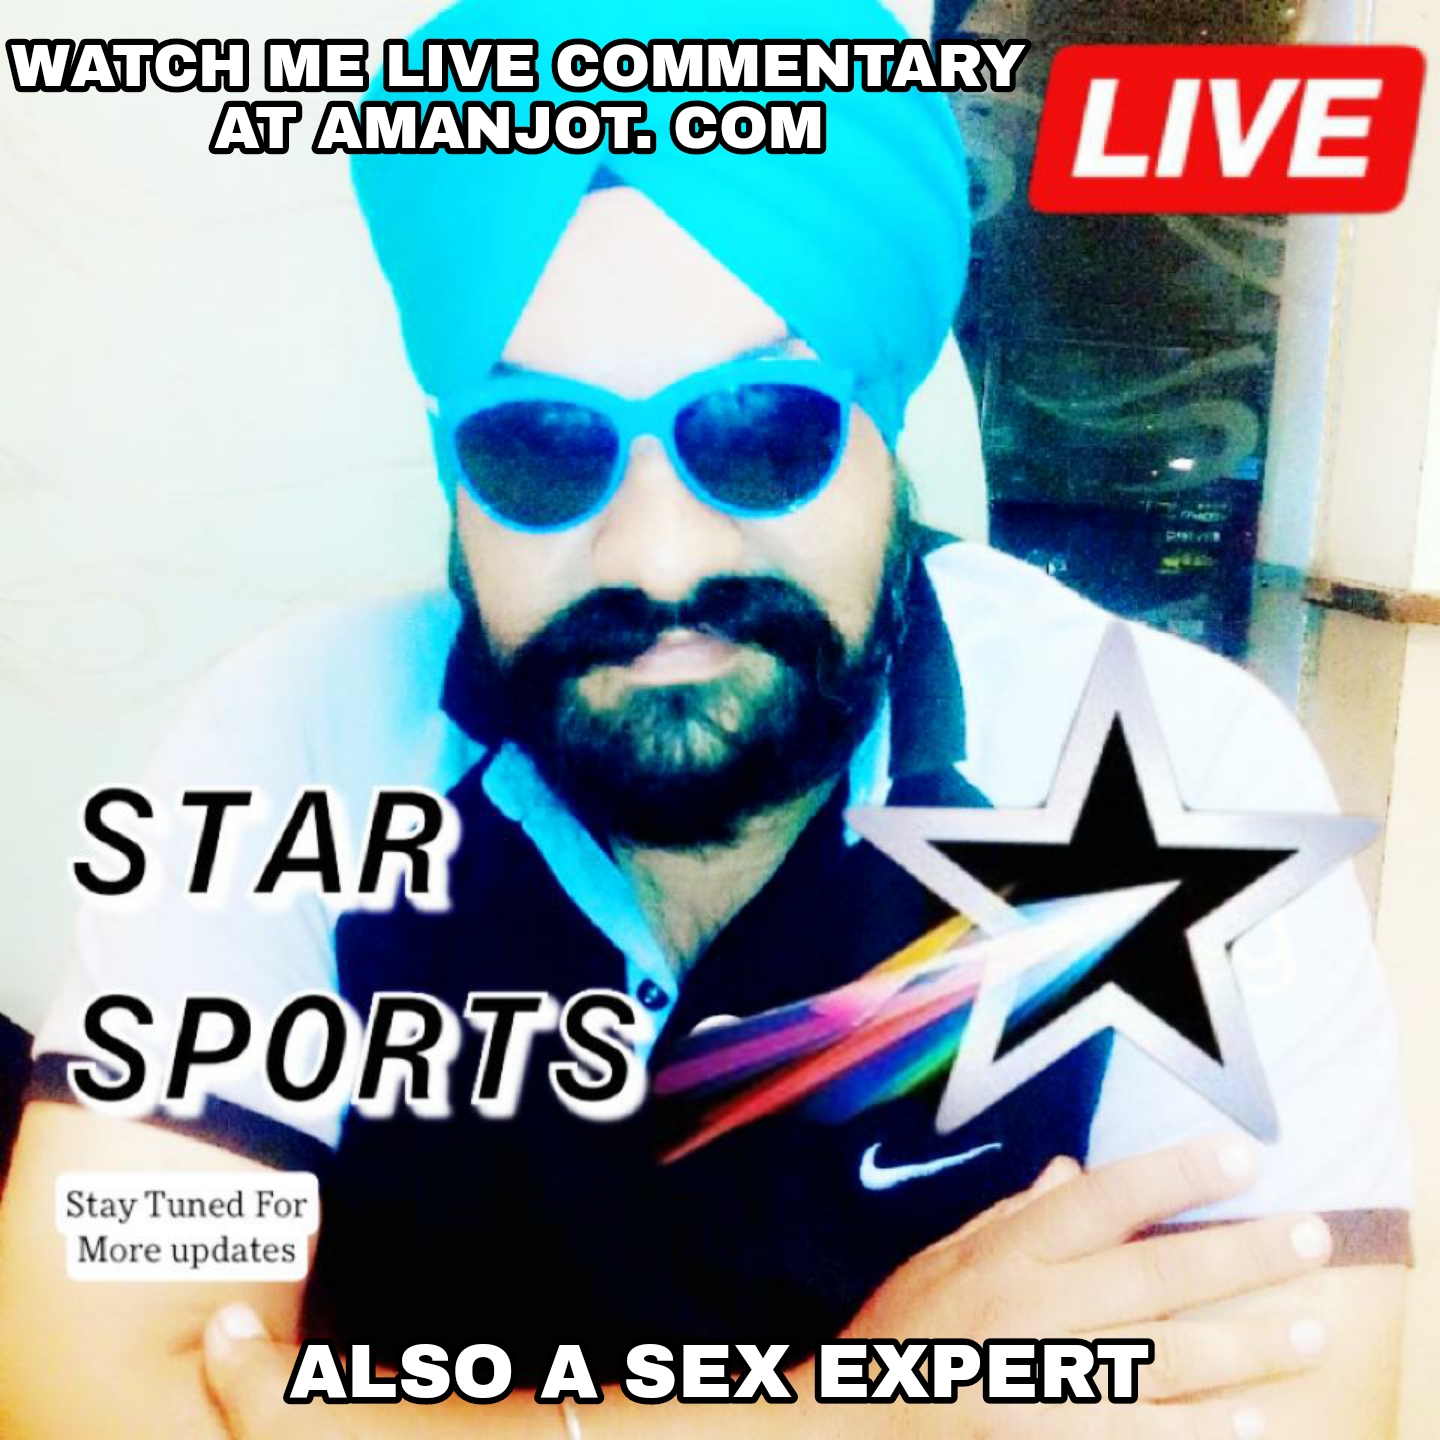 WATCH ME LIVE COMMENTARY
AT AMANJOT. COM
LIVE
STAR
SPORTS
Stay Tuned For
More updates
ALSO A SEX EXPERT